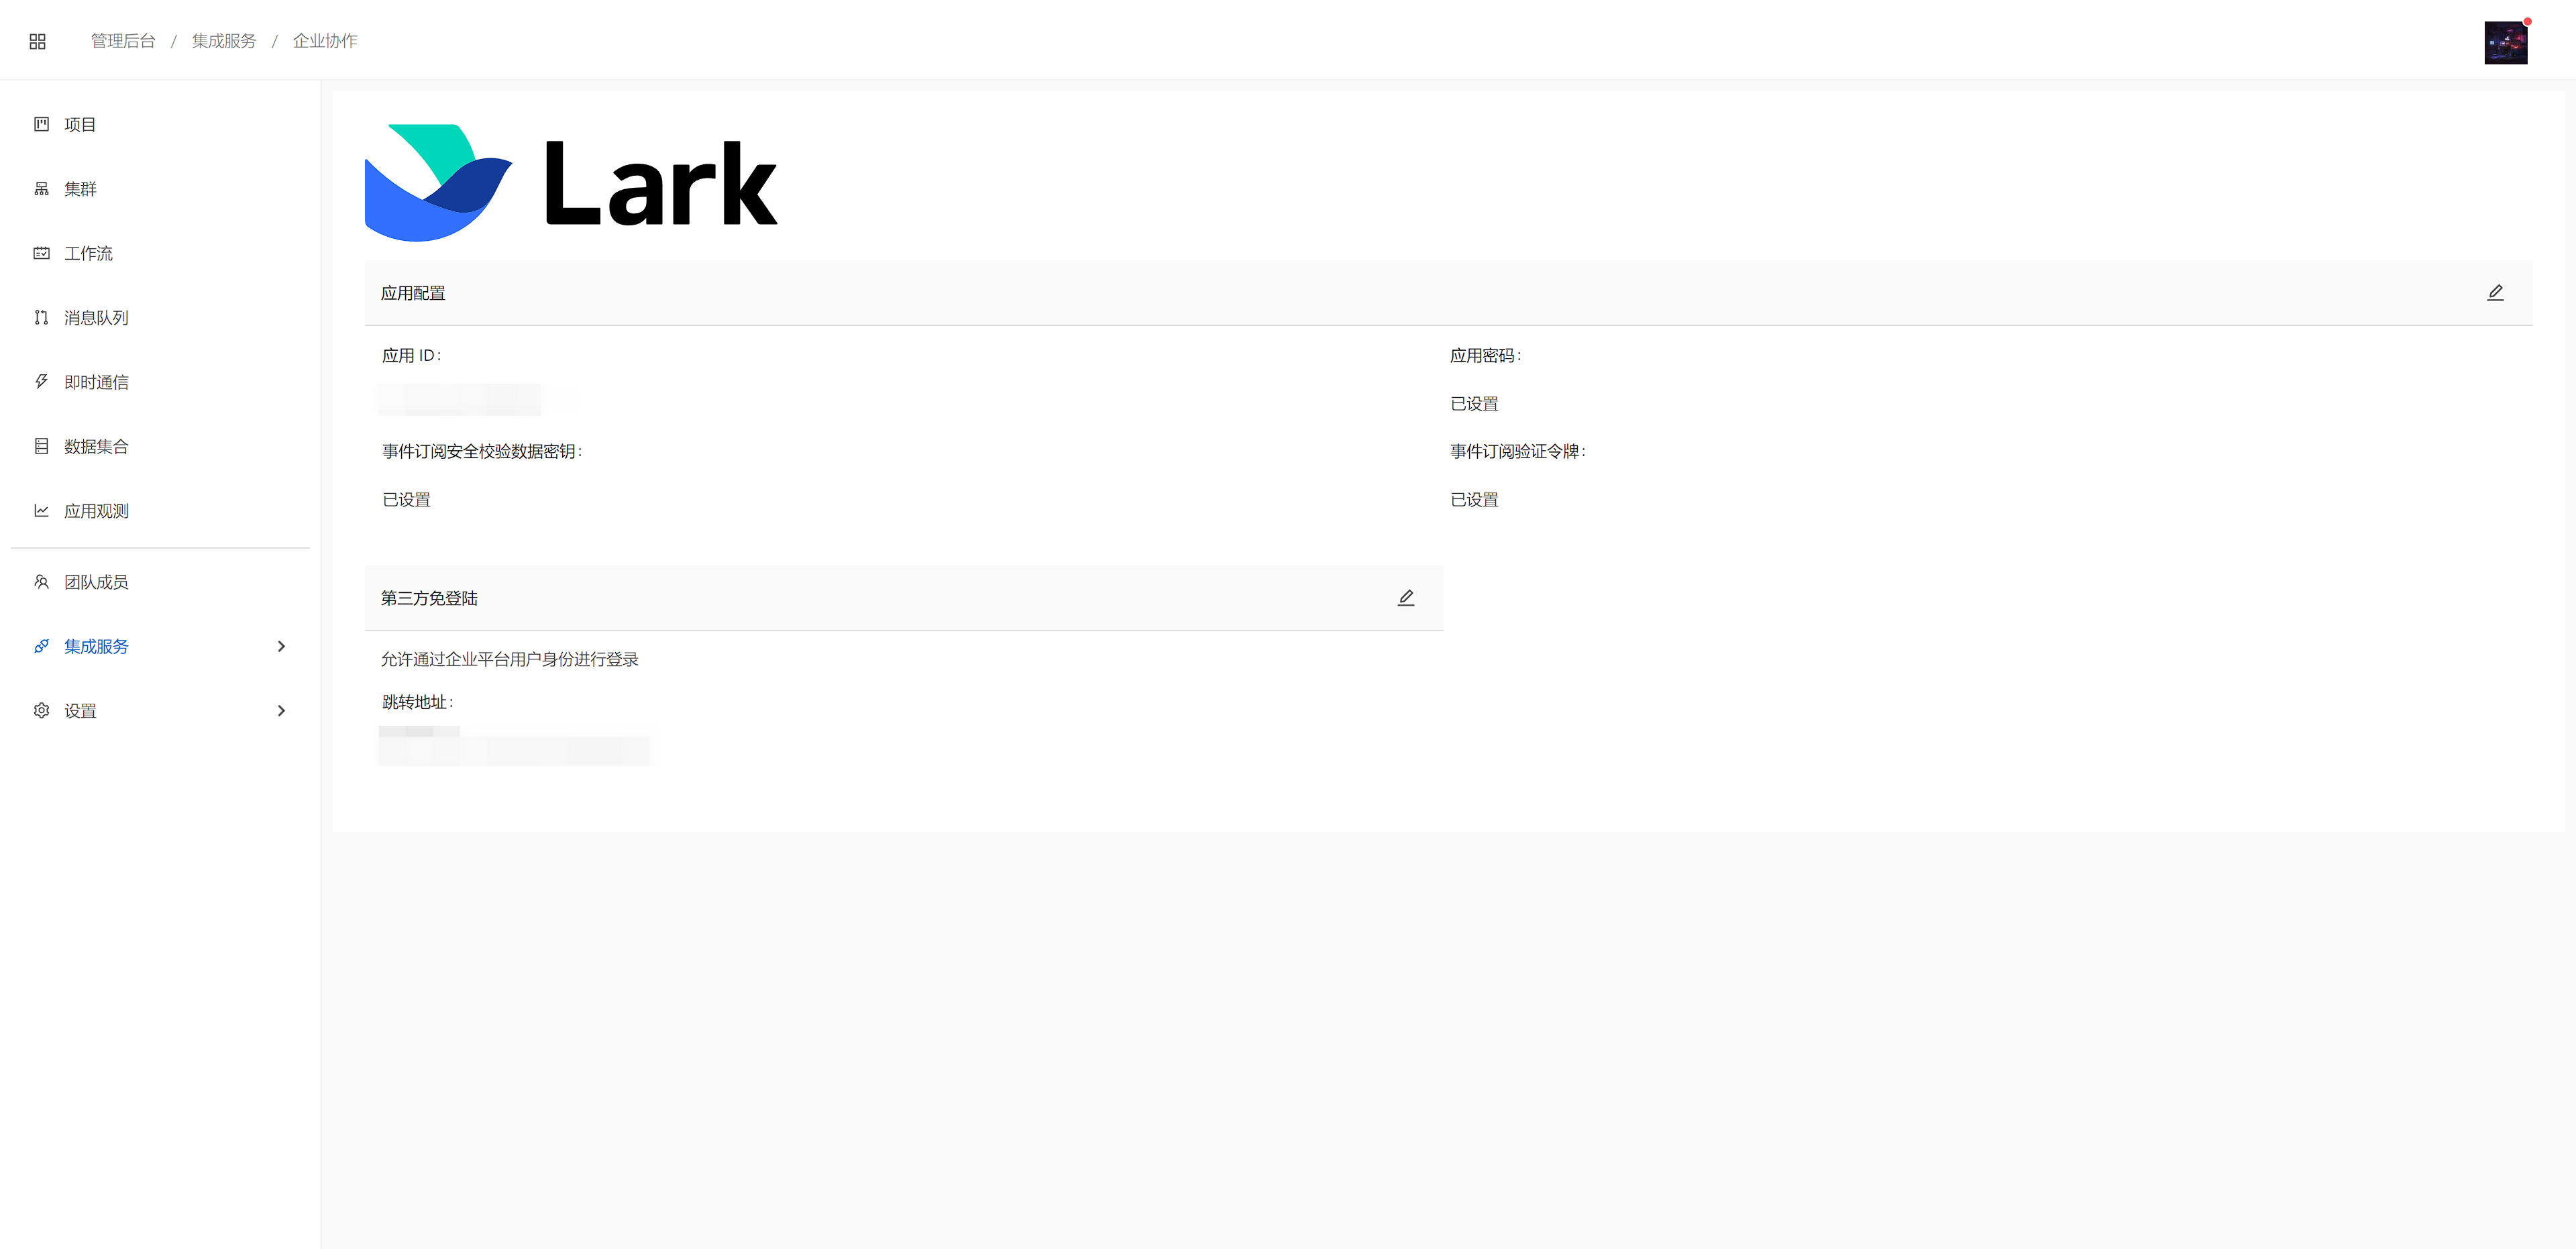 管理后台 / 集成服务 / 企业协作
项目
集群
工作流
消息队列
即时通信
数据集合
应用观测
团队成员
集成服务
设置
Lark
应用配置
应用 ID：
应用密码：
已设置
事件订阅安全校验数据密钥：
事件订阅验证令牌：
已设置
已设置
第三方免登陆
允许通过企业平台用户身份进行登录
跳转地址：